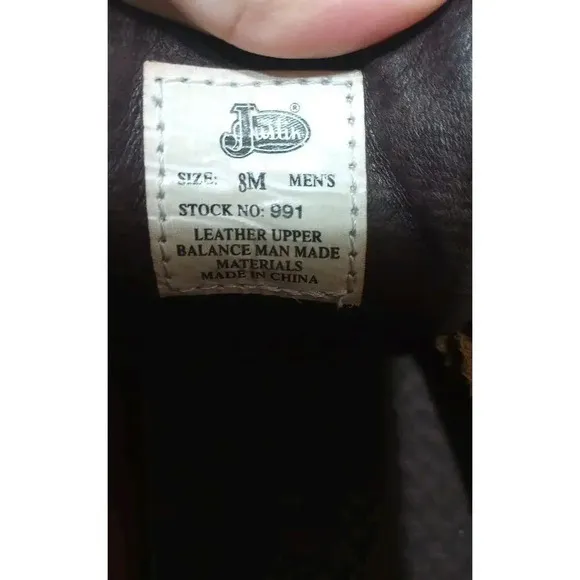 Justin ®
SIZE: 8M MEN'S
STOCK NO: 991
LEATHER UPPER
BALANCE MAN MADE
MATERIALS
MADE IN CHINA